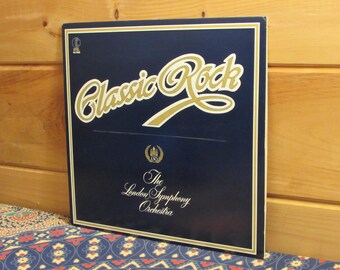 Classic Rock
The
London Symphony
Orchestra